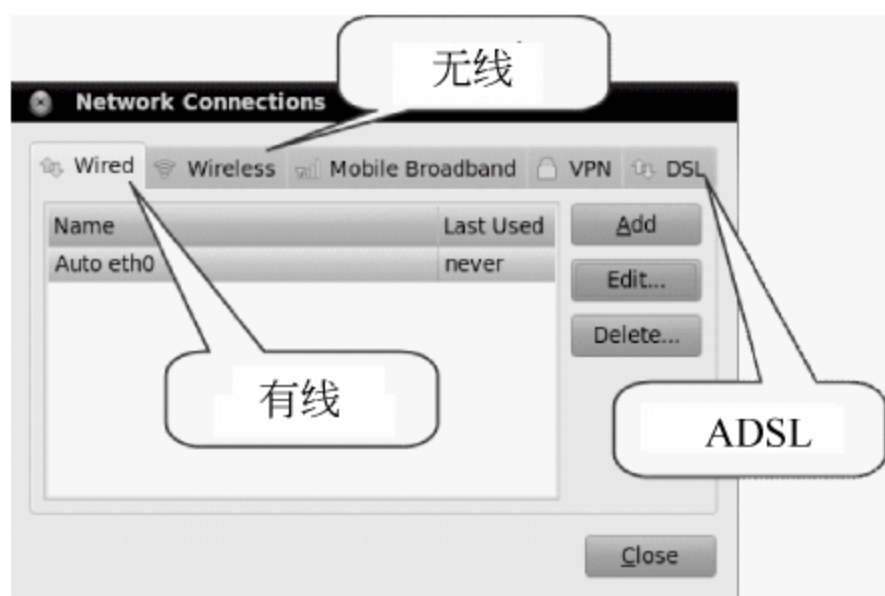 无线
Network Connections
Wired Wireless Mobile Broadband VPN DSL
Name Last Used Add
Auto eth0 never Edit...
Delete...
有线
ADSL
Close